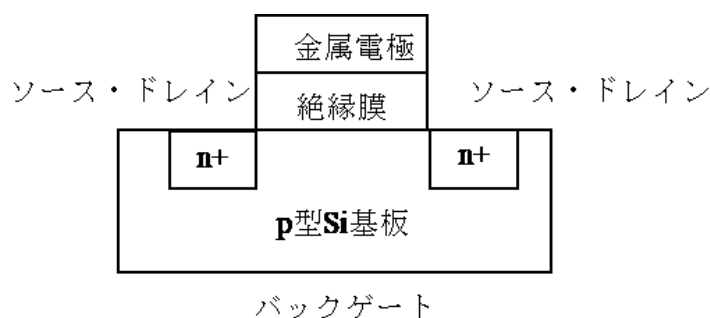 金属電極
ソース・ドレイン
絶縁膜
ソース・ドレイン
n+
n+
p型Si基板
バックゲート